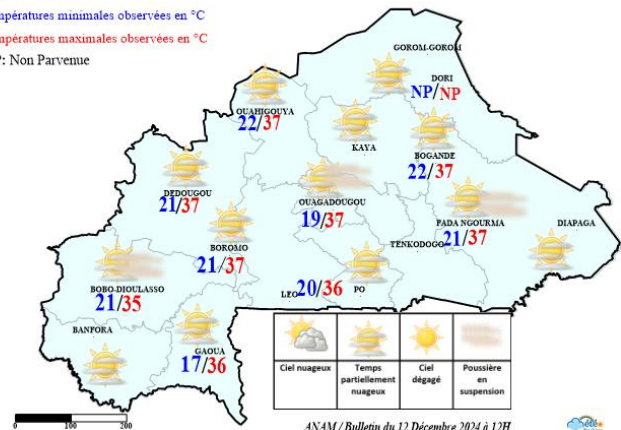 mpératures minimales observées en °C
mpératures maximales observées en °C
P: Non Parvenue
GOROM-GOROM
DORI
NP/NP
OUAHIGOUYA
22/37
KAYA
BOGANDE
22/37
DEDOUGOU
21/37
OUAGADOUGOU
19/37
FADA NGOURMA
21/37
DIAPAGA
BOROMO
21/37
TENKODOGO
BOBO-DIOULASSO
21/35
LEO
20/36
PO
BANFORA
GAOUA
17/36
Ciel nuageux
Temps partiellement nuageux
Ciel dégagé
Poussière en suspension
0 100 200
ANAM / Bulletin du 12 Décembre 2024 à 12H